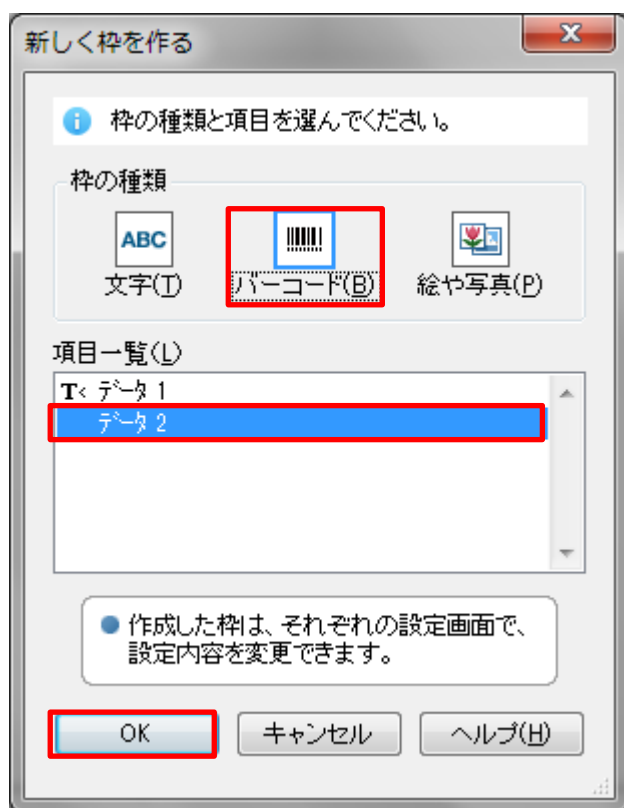 新しく枠を作る
枠の種類と項目を選んでください。
枠の種類
ABC
文字(T)
バーコード(B)
絵や写真(P)
項目一覧(L)
T< データ 1
データ 2
● 作成した枠は、それぞれの設定画面で、
設定内容を変更できます。
OK
キャンセル
ヘルプ(H)